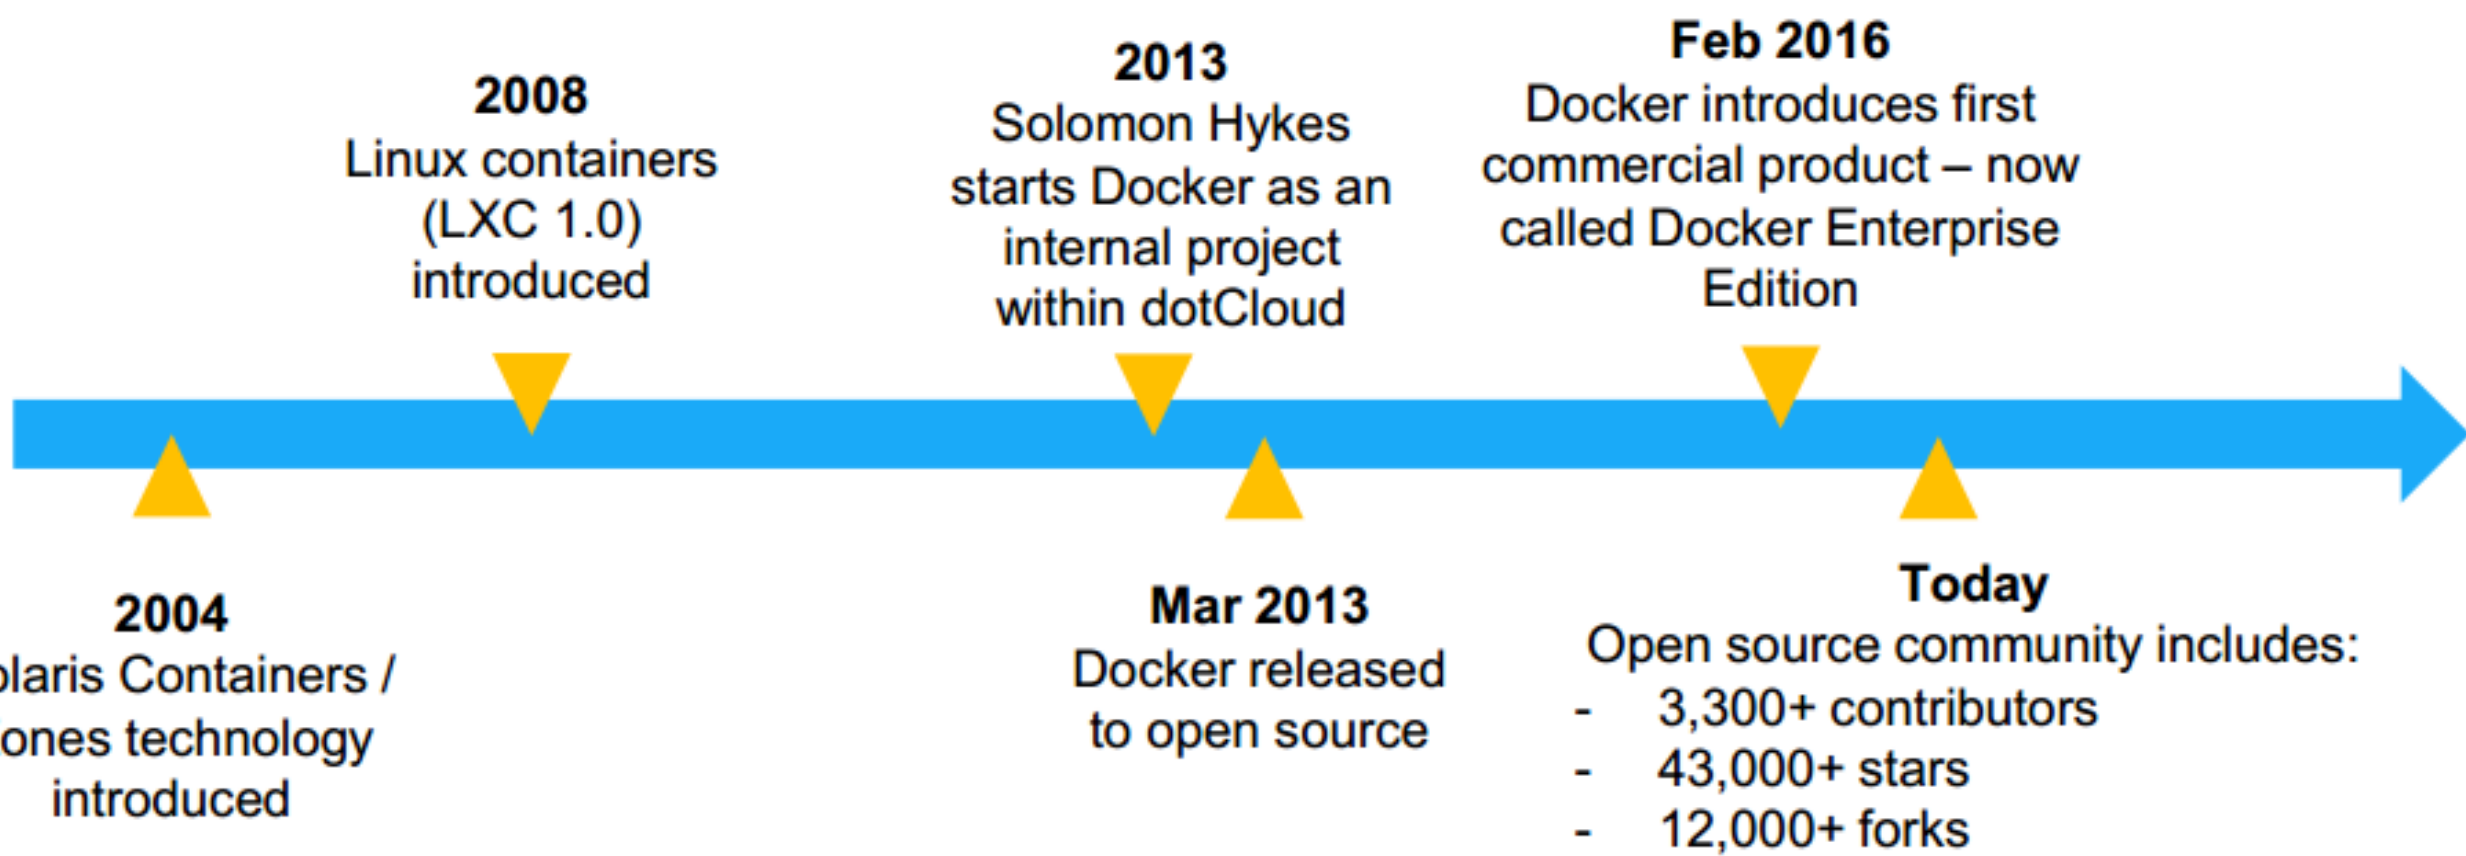 2008
Linux containers
(LXC 1.0)
introduced
2013
Solomon Hykes
starts Docker as an
internal project
within dotCloud
Feb 2016
Docker introduces first
commercial product – now
called Docker Enterprise
Edition
2004
olaris Containers /
ones technology
introduced
Mar 2013
Docker released
to open source
Today
Open source community includes:
- 3,300+ contributors
- 43,000+ stars
- 12,000+ forks